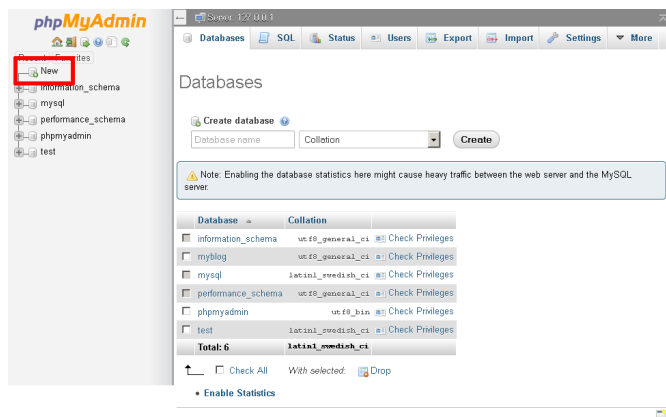 phpMyAdmin
New
information_schema
mysql
performance_schema
phpmyadmin
test
Server: 127.0.0.1
Databases SQL Status Users Export Import Settings More
Databases
Create database
Database name Collation Create
Note: Enabling the database statistics here might cause heavy traffic between the web server and the MySQL
server.
Database Collation
information_schema utf8_general_ci Check Privileges
myblog utf8_general_ci Check Privileges
mysql latin1_swedish_ci Check Privileges
performance_schema utf8_general_ci Check Privileges
phpmyadmin utf8_bin Check Privileges
test latin1_swedish_ci Check Privileges
Total: 6 latin1_swedish_ci
Check All With selected: Drop
Enable Statistics